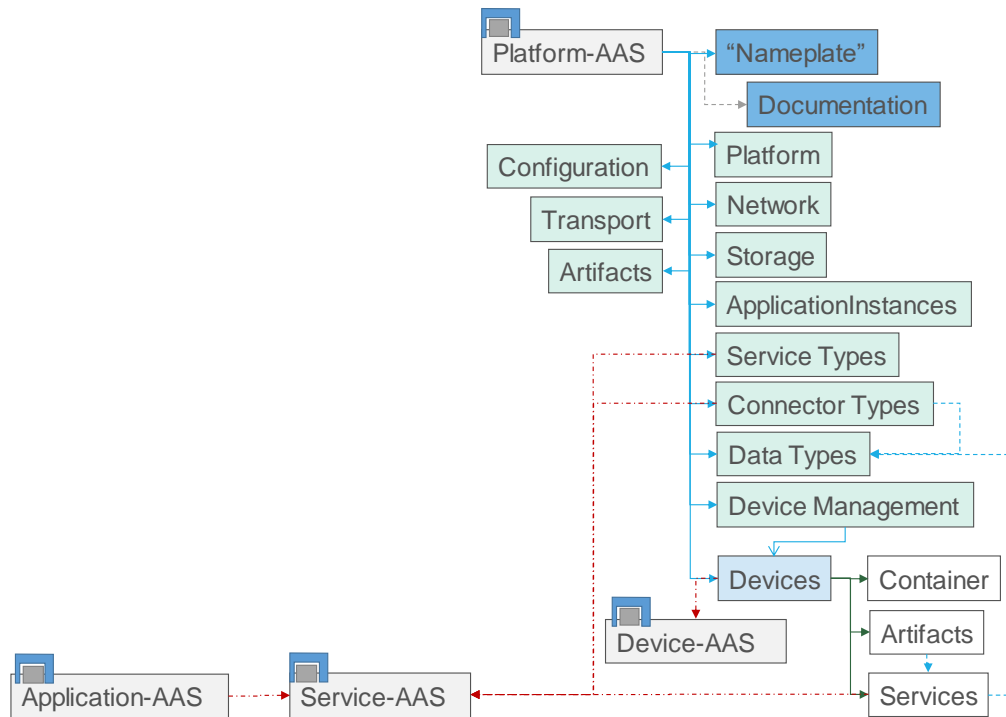 Platform-AAS
“Nameplate”
Documentation
Platform
Configuration
Network
Transport
Storage
Artifacts
ApplicationInstances
Service Types
Connector Types
Data Types
Device Management
Devices
Container
Device-AAS
Artifacts
Application-AAS
Service-AAS
Services